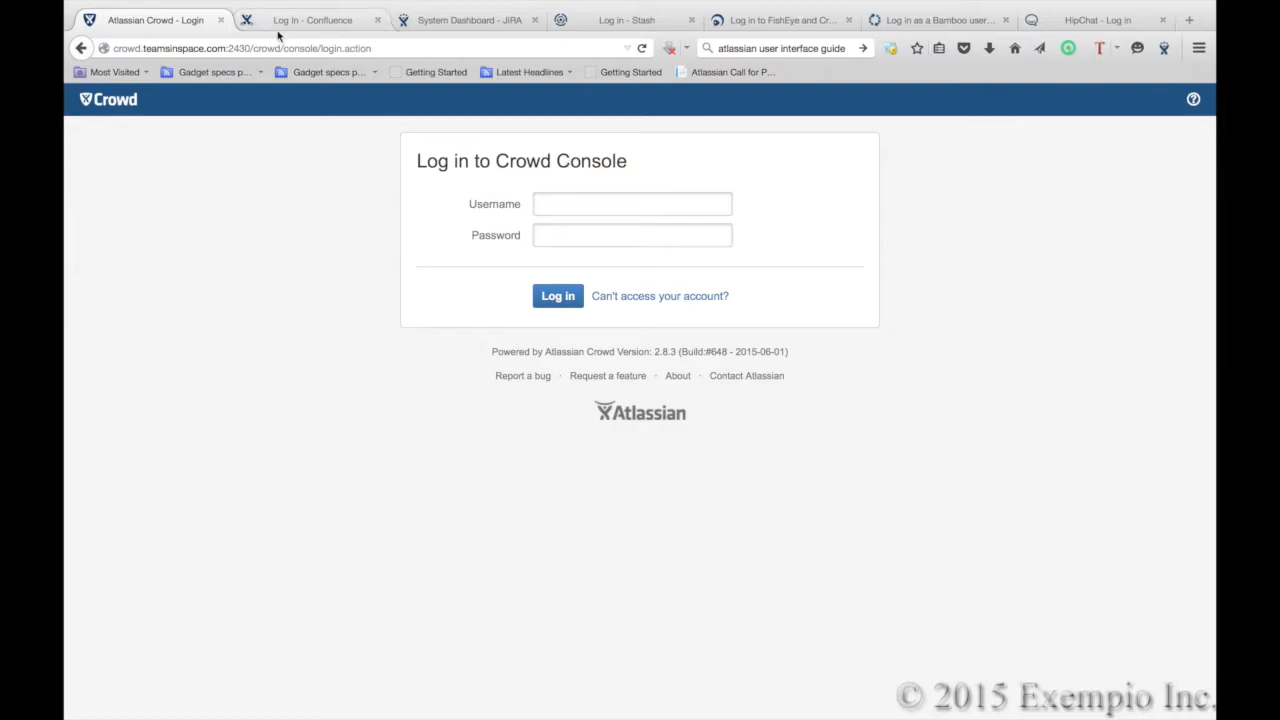 Atlassian Crowd - Login
Log In - Confluence
System Dashboard - JIRA
Log in - Stash
Log in to FishEye and Cr...
Log in as a Bamboo user...
HipChat - Log in
crowd.teamsinspace.com:2430/crowd/console/login.action
atlassian user interface guide
Most Visited
Gadget specs p...
Gadget specs p...
Getting Started
Latest Headlines
Getting Started
Atlassian Call for P...
Crowd
Log in to Crowd Console
Username
Password
Log in
Can't access your account?
Powered by Atlassian Crowd Version: 2.8.3 (Build:#648 - 2015-06-01)
Report a bug · Request a feature · About · Contact Atlassian
Atlassian
© 2015 Exempio Inc.